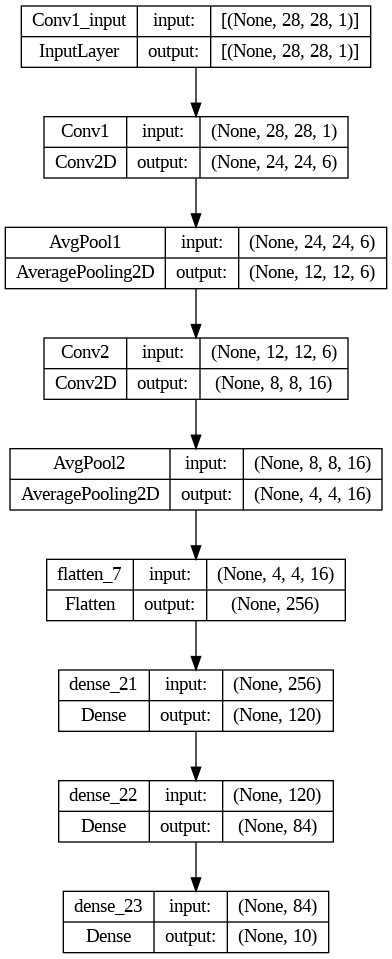 Conv1_input input: [(None, 28, 28, 1)]
InputLayer output: [(None, 28, 28, 1)]
Conv1 input: (None, 28, 28, 1)
Conv2D output: (None, 24, 24, 6)
AvgPool1 input: (None, 24, 24, 6)
AveragePooling2D output: (None, 12, 12, 6)
Conv2 input: (None, 12, 12, 6)
Conv2D output: (None, 8, 8, 16)
AvgPool2 input: (None, 8, 8, 16)
AveragePooling2D output: (None, 4, 4, 16)
flatten_7 input: (None, 4, 4, 16)
Flatten output: (None, 256)
dense_21 input: (None, 256)
Dense output: (None, 120)
dense_22 input: (None, 120)
Dense output: (None, 84)
dense_23 input: (None, 84)
Dense output: (None, 10)